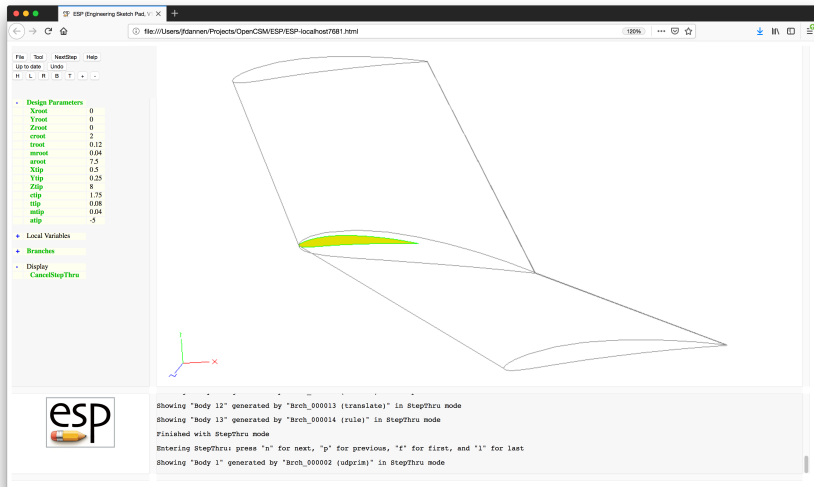 ESP (Engineering Sketch Pad, V
file:///Users/jfdannen/Projects/OpenCSM/ESP/ESP-localhost7681.html
120%
File Tool NextStep Help
Up to date Undo
H L R B T + -
- Design Parameters
Xroot 0
Yroot 0
Zroot 0
croot 2
troot 0.12
mroot 0.04
aroot 7.5
Xtip 0.5
Ytip 0.25
Ztip 8
ctip 1.75
ttip 0.08
mtip 0.04
atip -5
+ Local Variables
+ Branches
- Display
CancelStepThru
X
esp
Showing "Body 12" generated by "Brch_000013 (translate)" in StepThru mode
Showing "Body 13" generated by "Brch_000014 (rule)" in StepThru mode
Finished with StepThru mode
Entering StepThru: press "n" for next, "p" for previous, "f" for first, and "l" for last
Showing "Body 1" generated by "Brch_000002 (udprim)" in StepThru mode